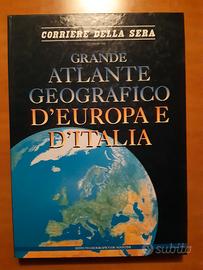 CORRIERE DELLA SERA
GRANDE
ATLANTE
GEOGRAFICO
D'EUROPA E
D'ITALIA
subito